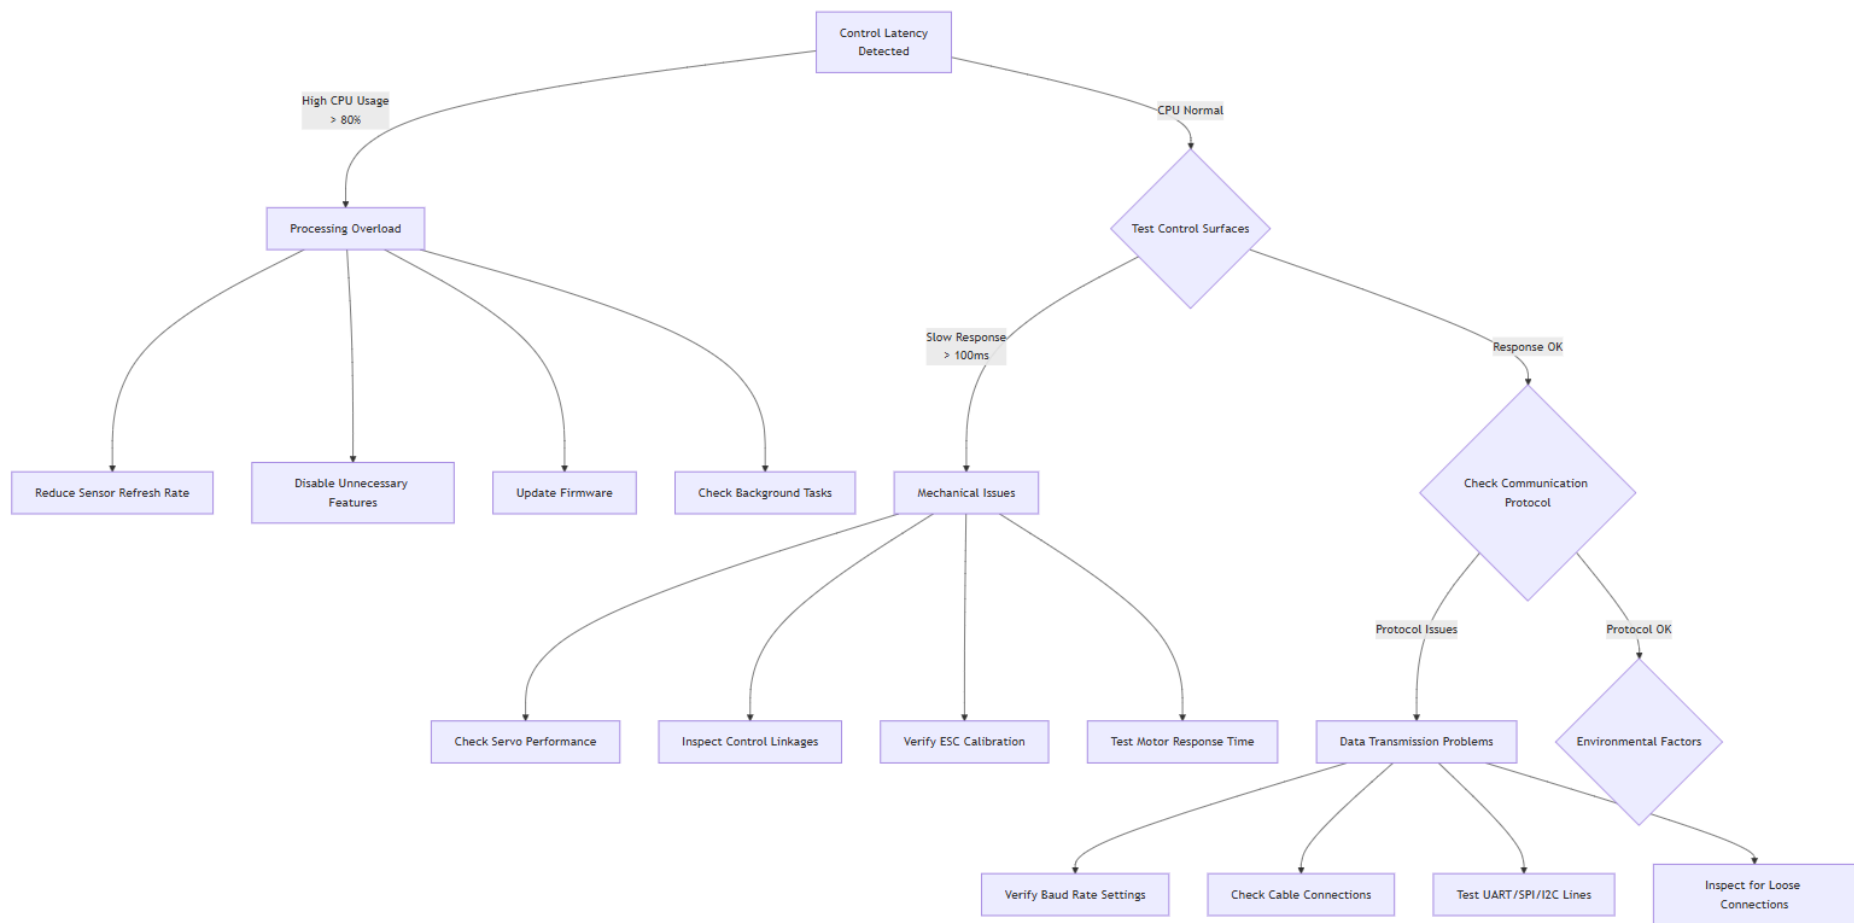 Control Latency
Detected
High CPU Usage
> 80%
CPU Normal
Processing Overload
Test Control Surfaces
Slow Response
> 100ms
Response OK
Reduce Sensor Refresh Rate
Disable Unnecessary
Features
Update Firmware
Check Background Tasks
Mechanical Issues
Check Communication
Protocol
Protocol Issues
Protocol OK
Check Servo Performance
Inspect Control Linkages
Verify ESC Calibration
Test Motor Response Time
Data Transmission Problems
Environmental Factors
Verify Baud Rate Settings
Check Cable Connections
Test UART/SPI/I2C Lines
Inspect for Loose
Connections